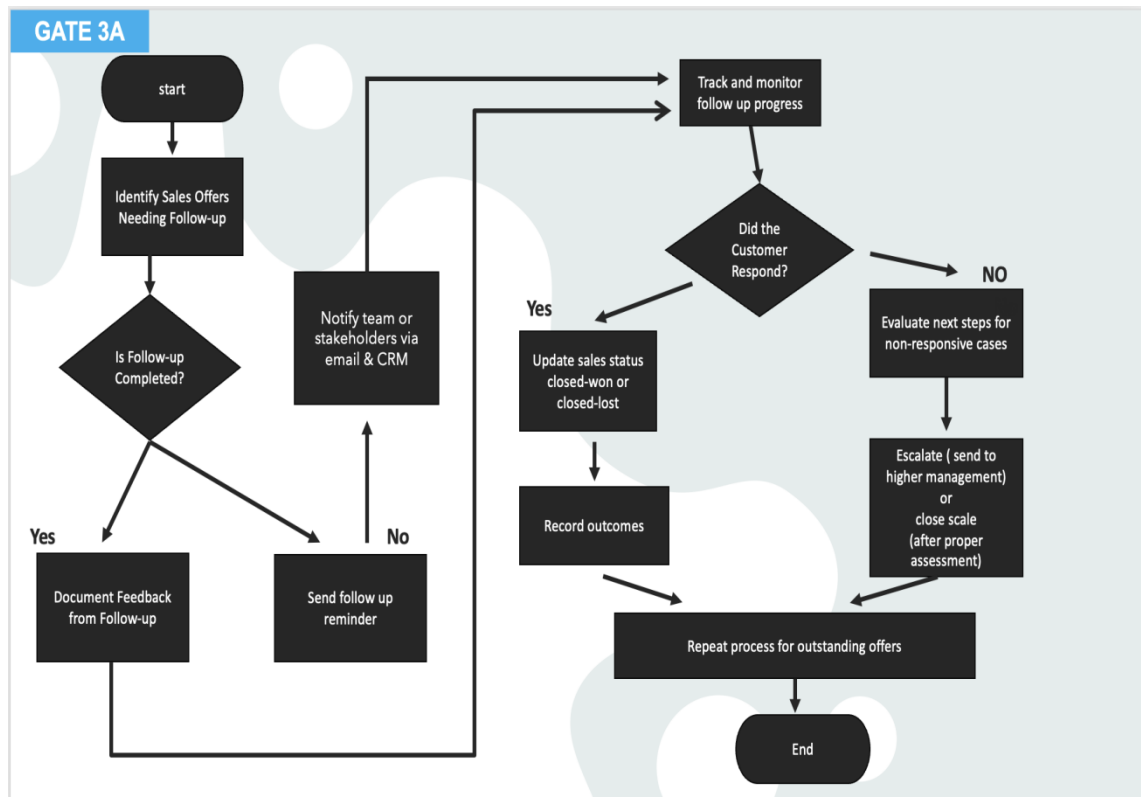 GATE 3A
start
Identify Sales Offers
Needing Follow-up
Is Follow-up
Completed?
Yes
No
Document Feedback
from Follow-up
Send follow up
reminder
Notify team or
stakeholders via
email & CRM
Track and monitor
follow up progress
Did the
Customer
Respond?
Yes
NO
Update sales status
closed-won or
closed-lost
Record outcomes
Evaluate next steps for
non-responsive cases
Escalate ( send to
higher management)
or
close scale
(after proper
assessment)
Repeat process for outstanding offers
End